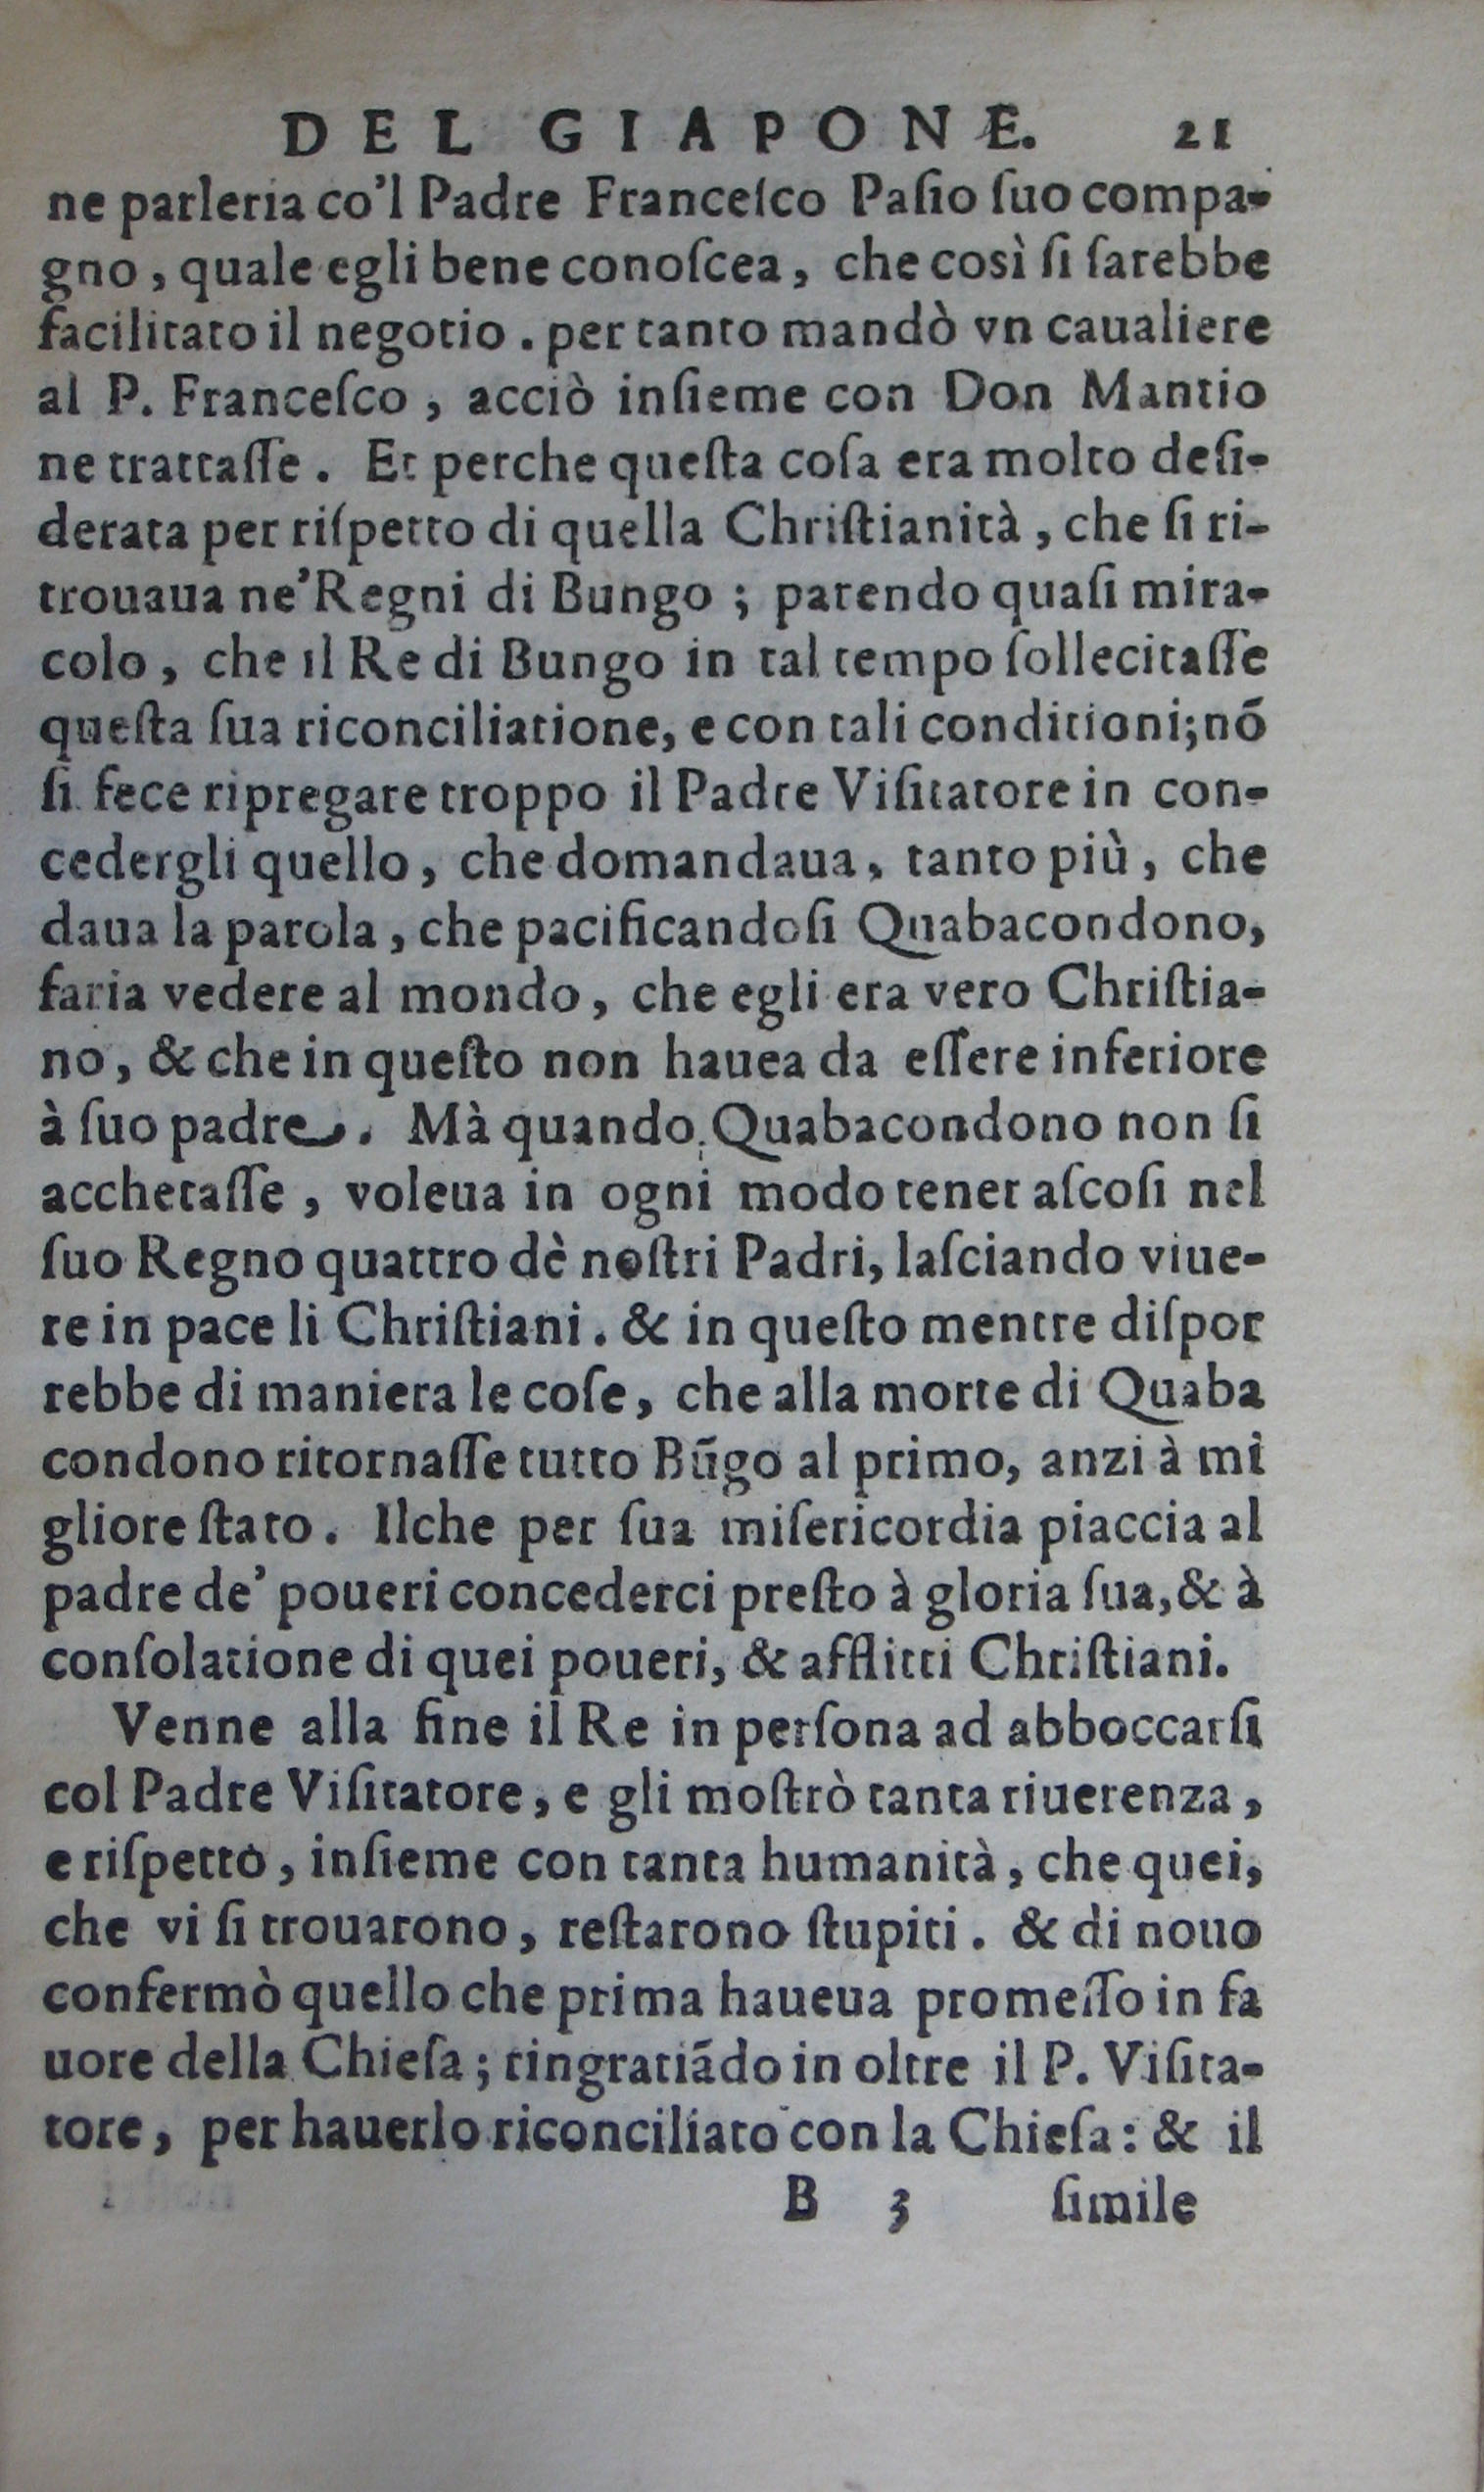 DEL GIAPONE. 21
ne parleria co'l Padre Franceſco Paſio ſuo compa-
gno, quale egli bene conoſcea, che così ſi ſarebbe
facilitato il negotio. per tanto mandò vn caualiere
al P. Franceſco, acciò inſieme con Don Mantio
ne trattaſſe. Et perche queſta coſa era molto deſi-
derata per riſpetto di quella Chriſtianità, che ſi ri-
trouaua ne'Regni di Bungo; parendo quaſi mira-
colo, che il Re di Bungo in tal tempo ſollecitaſſe
queſta ſua riconciliatione, e con tali conditioni; nõ
ſi fece ripregare troppo il Padre Viſitatore in con-
cedergli quello, che domandaua, tanto più, che
daua la parola, che pacificandoſi Quabacondono,
faria vedere al mondo, che egli era vero Chriſtia-
no, & che in queſto non hauea da eſſere inferiore
à ſuo padre. Mà quando Quabacondono non ſi
acchetaſſe, voleua in ogni modo tener aſcoſi nel
ſuo Regno quattro dè noſtri Padri, laſciando viue-
re in pace li Chriſtiani. & in queſto mentre diſpor
rebbe di maniera le coſe, che alla morte di Quaba
condono ritornaſſe tutto Bũgo al primo, anzi à mi
gliore ſtato. Ilche per ſua miſericordia piaccia al
padre de' poueri concederci preſto à gloria ſua, & à
conſolatione di quei poueri, & afflitti Chriſtiani.
Venne alla fine il Re in perſona ad abboccarſi
col Padre Viſitatore, e gli moſtrò tanta riuerenza,
e riſpetto, inſieme con tanta humanità, che quei,
che vi ſi trouarono, reſtarono ſtupiti. & di nouo
confermò quello che prima haueua promeſſo in fa
uore della Chieſa; ringratiãdo in oltre il P. Viſita-
tore, per hauerlo riconciliato con la Chieſa: & il
B 3 ſimile